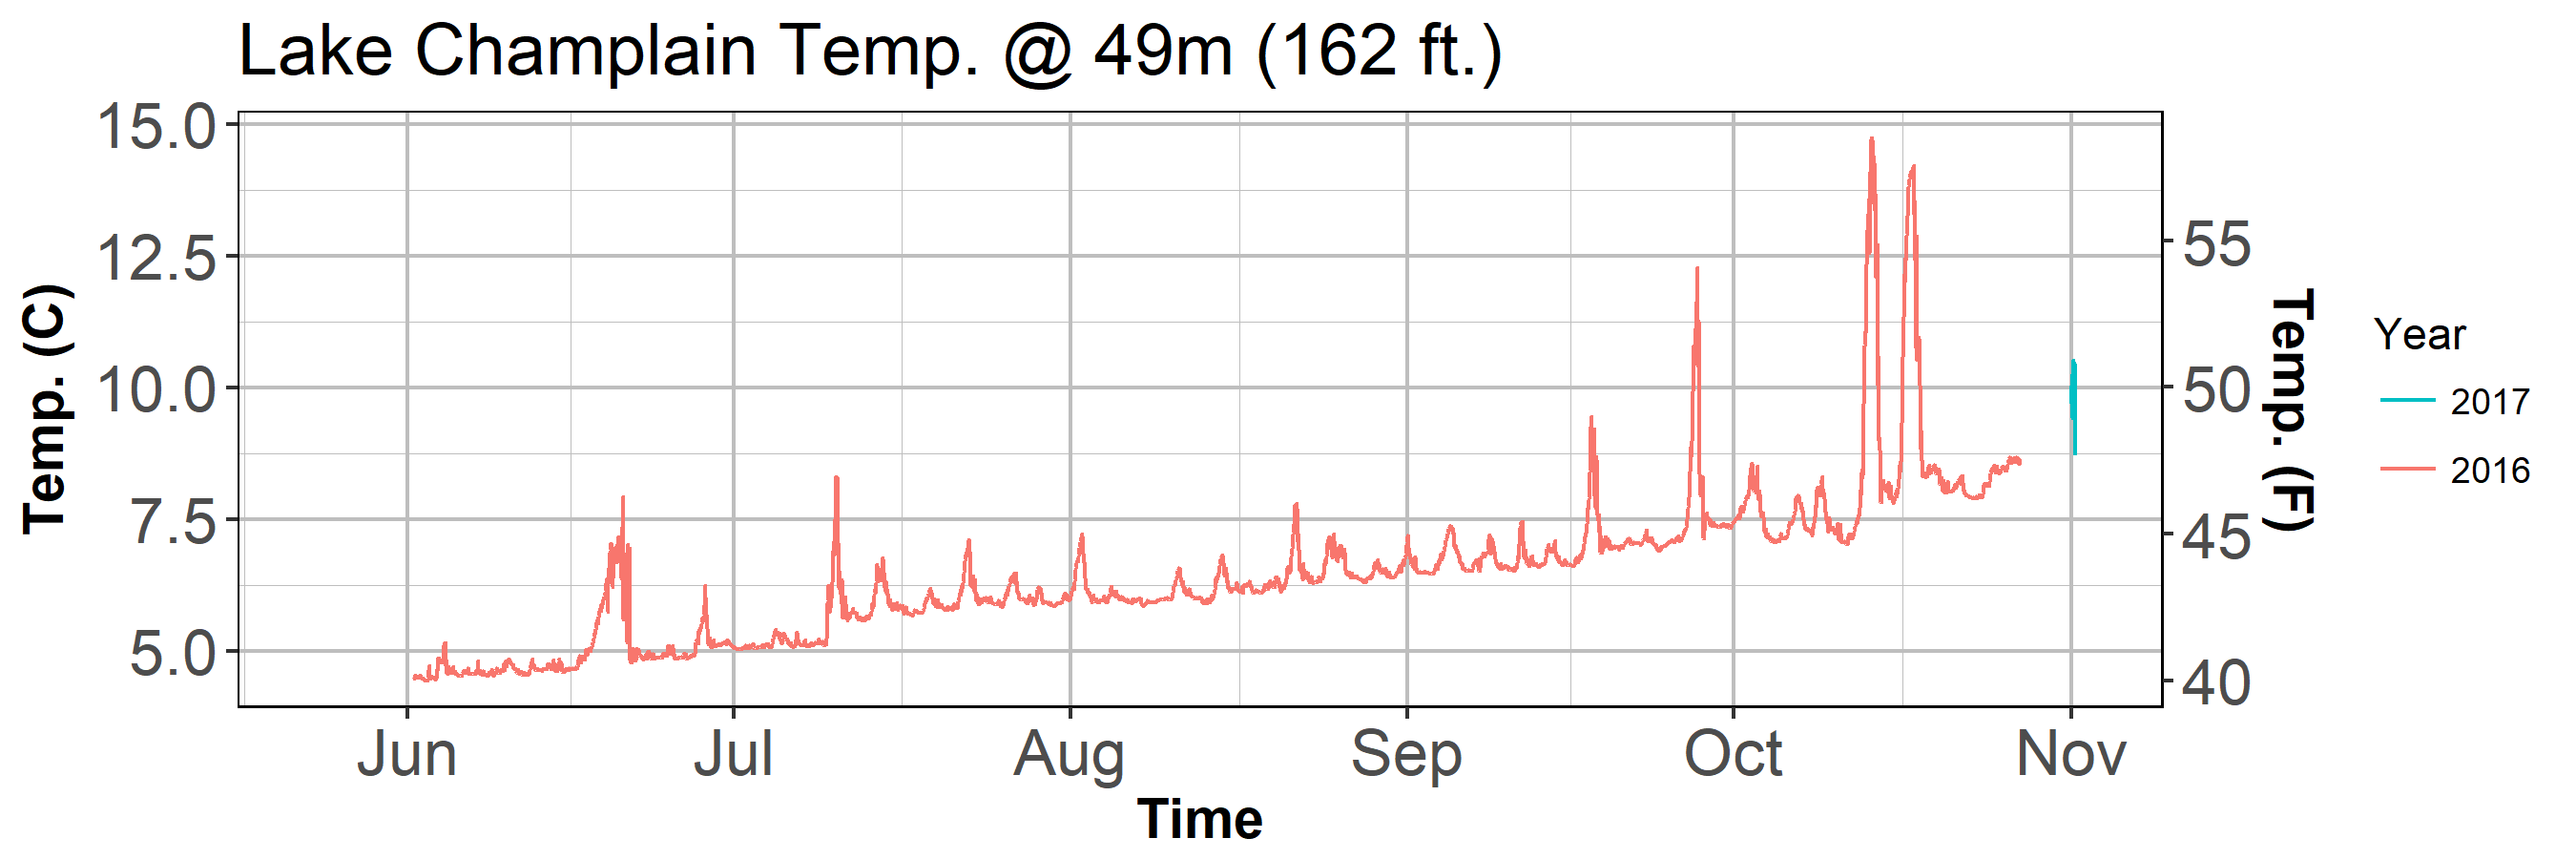 Lake Champlain Temp. @ 49m (162 ft.)
15.0
12.5
10.0
7.5
5.0
Temp. (C)
55
50
45
40
Temp. (F)
Year
2017
2016
Jun Jul Aug Sep Oct Nov
Time